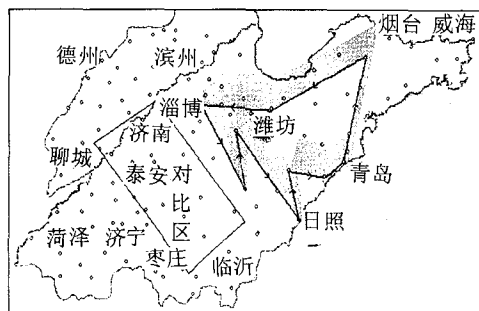 烟台 威海
德州 滨州
淄博
潍坊
济南
聊城
泰安 对比区
青岛
日照
菏泽 济宁
枣庄
临沂